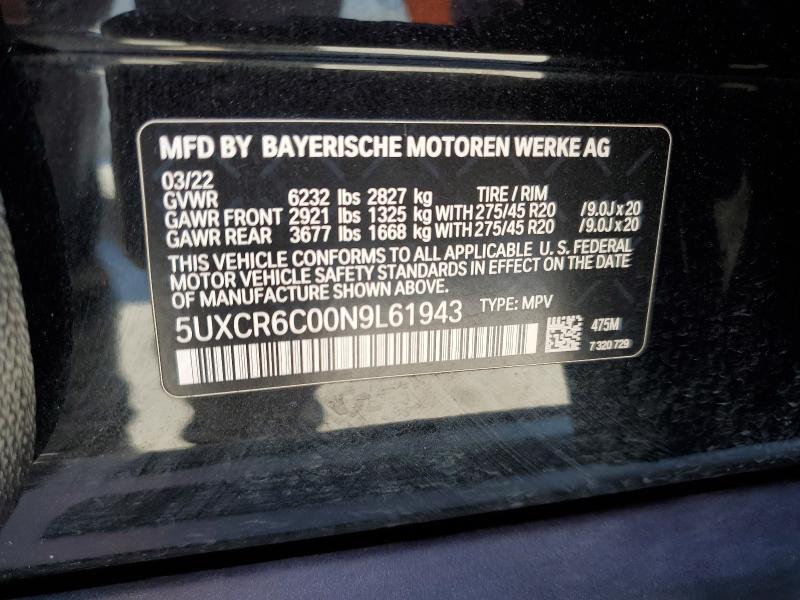 MFD BY BAYERISCHE MOTOREN WERKE AG
03/22
GVWR 6232 lbs 2827 kg TIRE / RIM
GAWR FRONT 2921 lbs 1325 kg WITH 275/45 R20 /9.0J x 20
GAWR REAR 3677 lbs 1668 kg WITH 275/45 R20 /9.0J x 20
THIS VEHICLE CONFORMS TO ALL APPLICABLE U. S. FEDERAL
MOTOR VEHICLE SAFETY STANDARDS IN EFFECT ON THE DATE
OF MANUFACTURE SHOWN ABOVE.
5UXCR6C00N9L61943 TYPE: MPV
475M
7 320 729